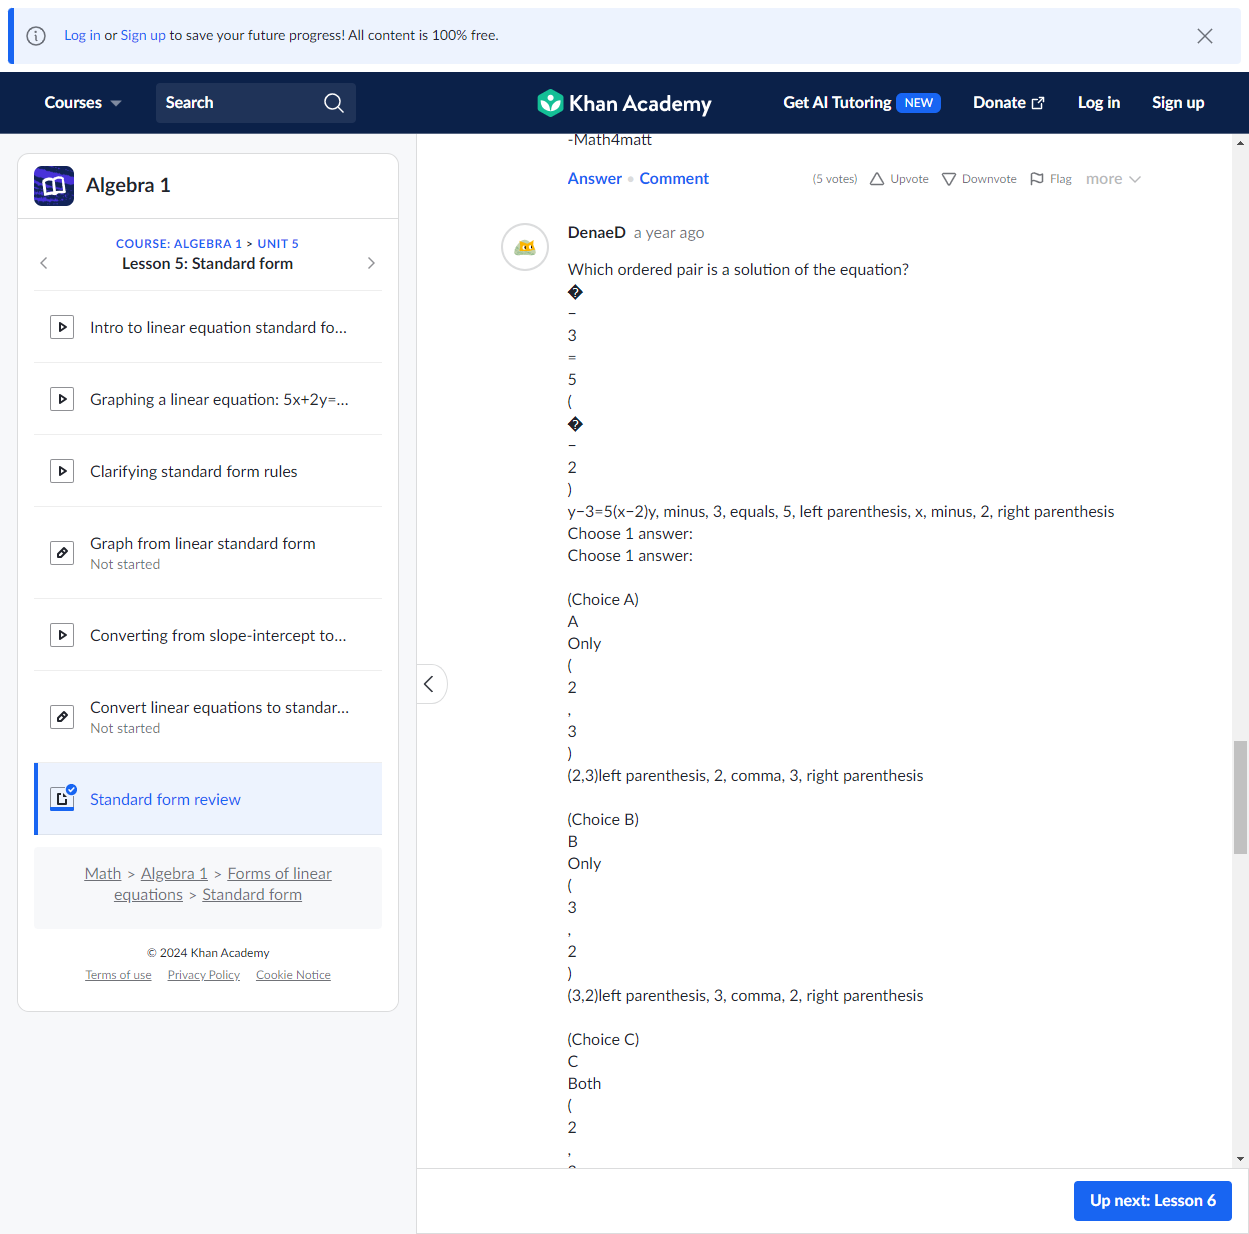 Log in or Sign up to save your future progress! All content is 100% free.
Courses
Search
Khan Academy
Get AI Tutoring NEW
Donate
Log in
Sign up
Algebra 1
COURSE: ALGEBRA 1 > UNIT 5
Lesson 5: Standard form
Intro to linear equation standard fo...
Graphing a linear equation: 5x+2y=...
Clarifying standard form rules
Graph from linear standard form
Not started
Converting from slope-intercept to...
Convert linear equations to standar...
Not started
Standard form review
Math > Algebra 1 > Forms of linear
equations > Standard form
© 2024 Khan Academy
Terms of use Privacy Policy Cookie Notice
-Math4matt
Answer • Comment
(5 votes) Upvote Downvote Flag more
DenaeD a year ago
Which ordered pair is a solution of the equation?
�
−
3
=
5
(
�
−
2
)
y−3=5(x−2)y, minus, 3, equals, 5, left parenthesis, x, minus, 2, right parenthesis
Choose 1 answer:
Choose 1 answer:
(Choice A)
A
Only
(
2
,
3
)
(2,3)left parenthesis, 2, comma, 3, right parenthesis
(Choice B)
B
Only
(
3
,
2
)
(3,2)left parenthesis, 3, comma, 2, right parenthesis
(Choice C)
C
Both
(
2
,
Up next: Lesson 6